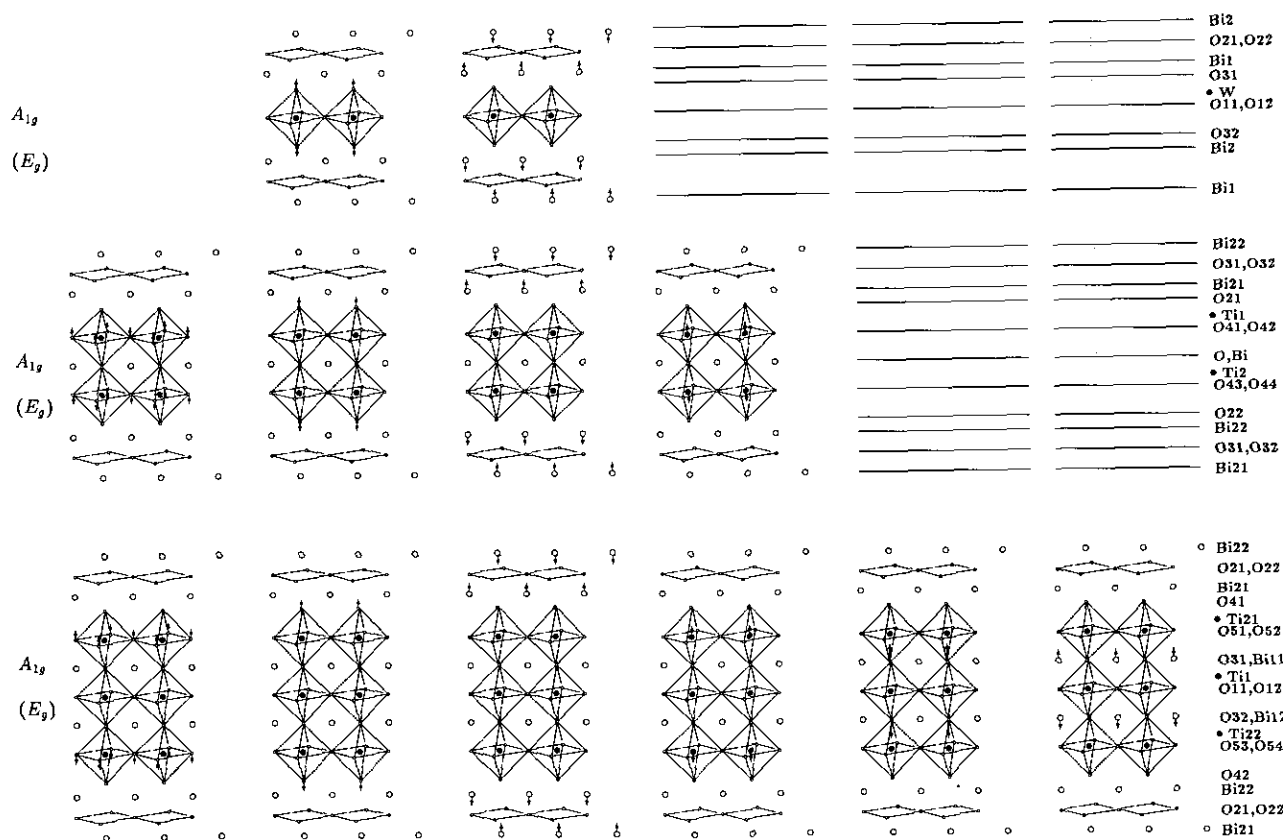 Bi2
O21,O22
Bi1
O31
W
O11,O12
O32
Bi2
Bi1
A1g
(Eg)
Bi22
O31,O32
Bi21
O21
Ti1
O41,O42
O,Bi
Ti2
O43,O44
O22
Bi22
O31,O32
Bi21
A1g
(Eg)
Bi22
O21,O22
Bi21
O41
Ti21
O51,O52
O31,Bi11
Ti1
O11,O12
O32,Bi12
Ti22
O53,O54
O42
Bi22
O21,O22
Bi21
A1g
(Eg)